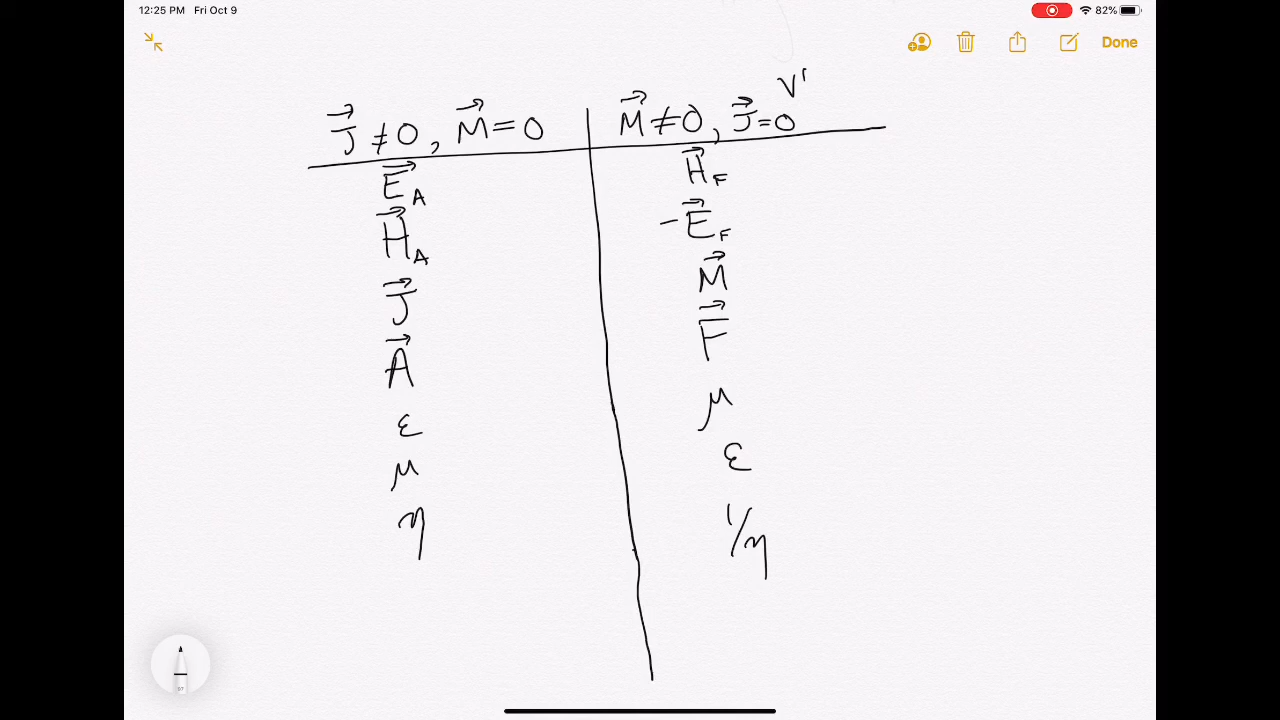 12:25 PM Fri Oct 9 82%
Done
V'
J⃗ ≠ 0, M⃗ = 0 M⃗ ≠ 0, J⃗ = 0
E⃗_A H⃗_F
H⃗_A -E⃗_F
J⃗ M⃗
A⃗ F⃗
ε μ
μ ε
η 1/η